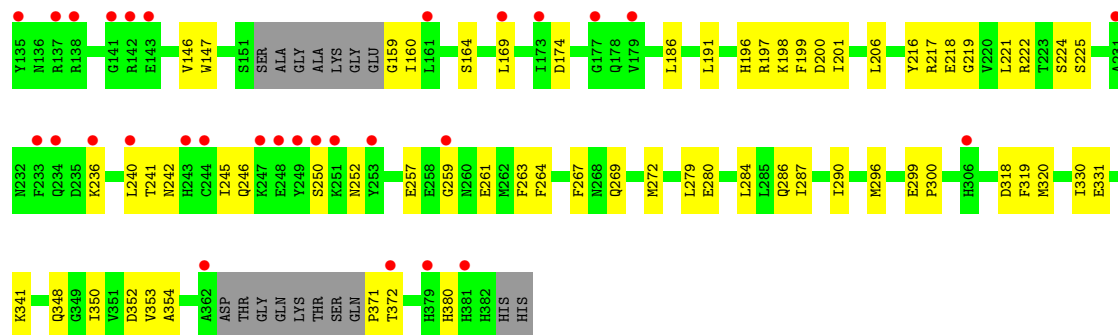 Y135 N136 R137 R138 G141 R142 E143 V146 W147 S151 SER ALA GLY ALA LYS GLY GLU G159 I160 L161 S164 L169 I173 D174 G177 Q178 V179 L186 L191 H196 R197 K198 F199 D200 I201 L206 Y216 R217 E218 G219 V220 L221 R222 T223 S224 S225 A231
N232 F233 Q234 D235 K236 L240 T241 N242 H243 C244 I245 Q246 K247 E248 Y249 S250 K251 N252 Y253 E257 E258 G259 N260 E261 M262 F263 F264 F267 N268 Q269 M272 L279 E280 L284 L285 Q286 I287 I290 M296 E299 P300 H306 D318 F319 M320 I330 E331
K341 Q348 G349 I350 V351 D352 V353 A354 A362 ASP THR GLY GLN LYS THR SER GLN P371 T372 H379 H380 H381 H382 HIS HIS